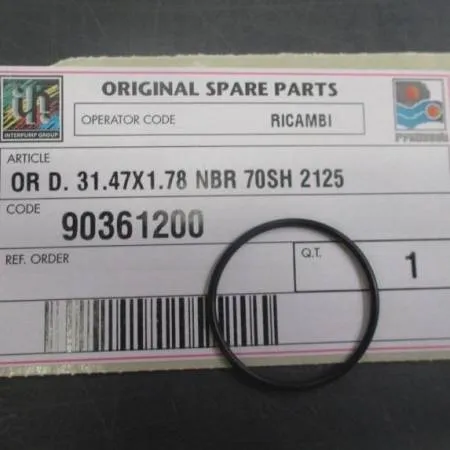 ORIGINAL SPARE PARTS
INTERPUMP GROUP
OPERATOR CODE RICAMBI
ARTICLE
OR D. 31.47X1.78 NBR 70SH 2125
CODE
90361200
REF. ORDER
Q.T. 1